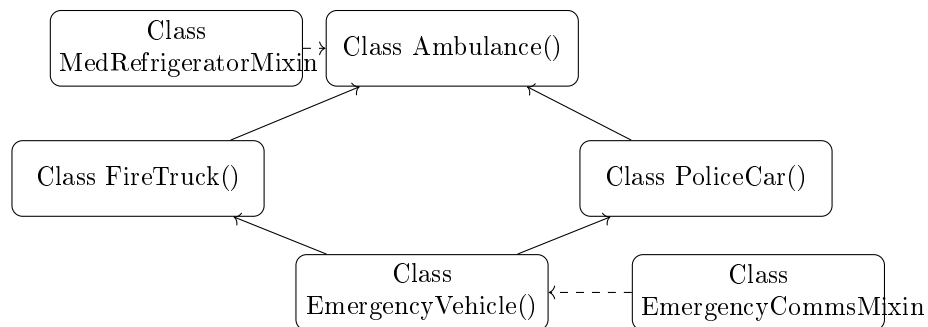 Class
MedRefrigeratorMixin
Class Ambulance()
Class FireTruck()
Class PoliceCar()
Class
EmergencyVehicle()
Class
EmergencyCommsMixin